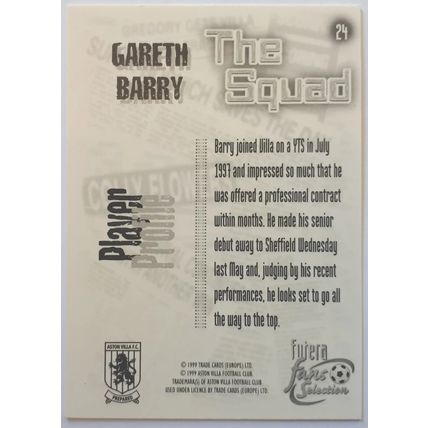 24
GARETH
BARRY
The
Squad
Barry joined Villa on a YTS in July
1997 and impressed so much that he
was offered a professional contract
within months. He made his senior
debut away to Sheffield Wednesday
last May and, judging by his recent
performances, he looks set to go all
the way to the top.
Player
Profile
ASTON VILLA F.C.
PREPARED
© 1999 TRADE CARDS (EUROPE) LTD.
© 1999 ASTON VILLA FOOTBALL CLUB.
TRADEMARK(S) OF ASTON VILLA FOOTBALL CLUB
USED UNDER LICENCE BY TRADE CARDS (EUROPE) LTD.
futera
Fans
Selection